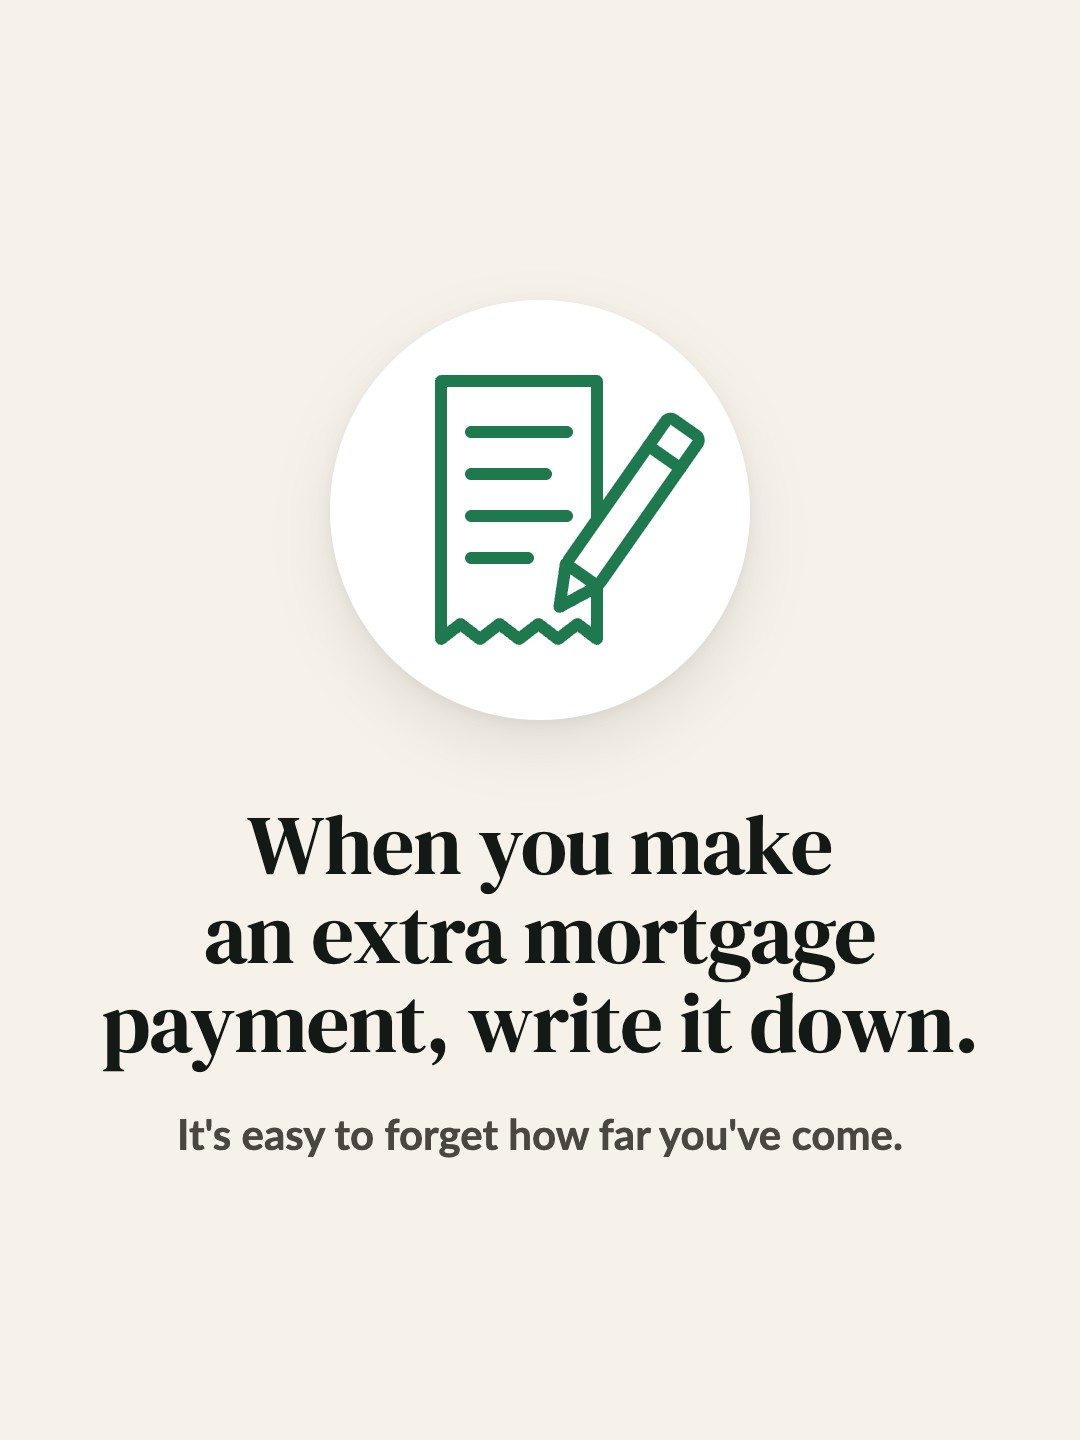 When you make
an extra mortgage
payment, write it down.
It's easy to forget how far you've come.